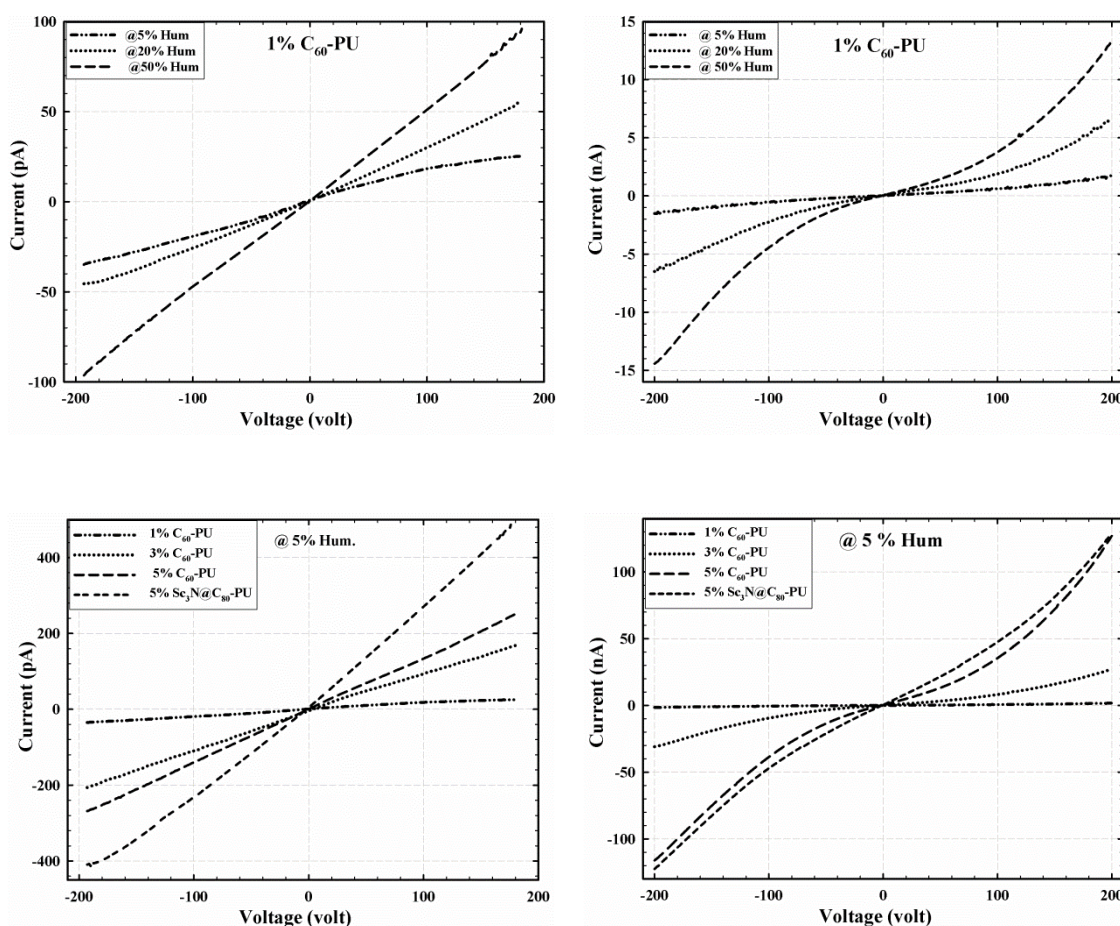 1% C60-PU
@5% Hum
@20% Hum
@50% Hum
100
50
0
-50
-100
Current (pA)
-200
-100
0
100
200
Voltage (volt)
1% C60-PU
@ 5% Hum
@ 20% Hum
@ 50% Hum
15
10
5
0
-5
-10
-15
Current (nA)
-200
-100
0
100
200
Voltage (volt)
@ 5% Hum.
1% C60-PU
3% C60-PU
5% C60-PU
5% Sc3N@C80-PU
400
200
0
-200
-400
Current (pA)
-200
-100
0
100
200
Voltage (volt)
@ 5 % Hum
1% C60-PU
3% C60-PU
5% C60-PU
5% Sc3N@C80-PU
100
50
0
-50
-100
Current (nA)
-200
-100
0
100
200
Voltage (volt)